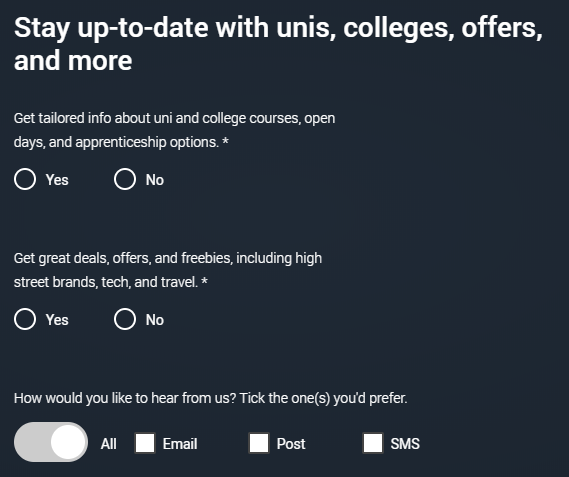 Stay up-to-date with unis, colleges, offers,
and more
Get tailored info about uni and college courses, open
days, and apprenticeship options. *
Yes No
Get great deals, offers, and freebies, including high
street brands, tech, and travel. *
Yes No
How would you like to hear from us? Tick the one(s) you'd prefer.
All Email Post SMS